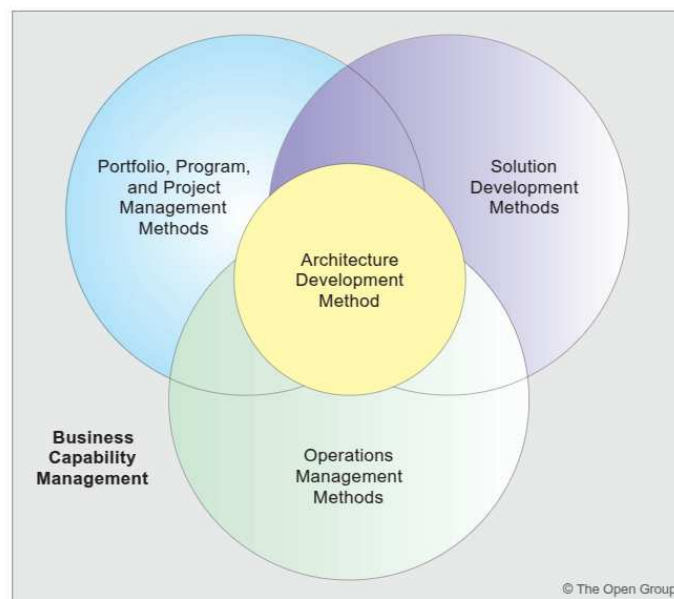 Portfolio, Program,
and Project
Management
Methods
Solution
Development
Methods
Architecture
Development
Method
Business
Capability
Management
Operations
Management
Methods
© The Open Group